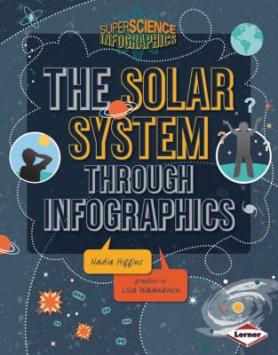 SUPER SCIENCE
INFOGRAPHICS
THE SOLAR
SYSTEM
THROUGH
INFOGRAPHICS
?
?
?
Nadia Higgins
graphics by
Lisa Waananen
Lerner